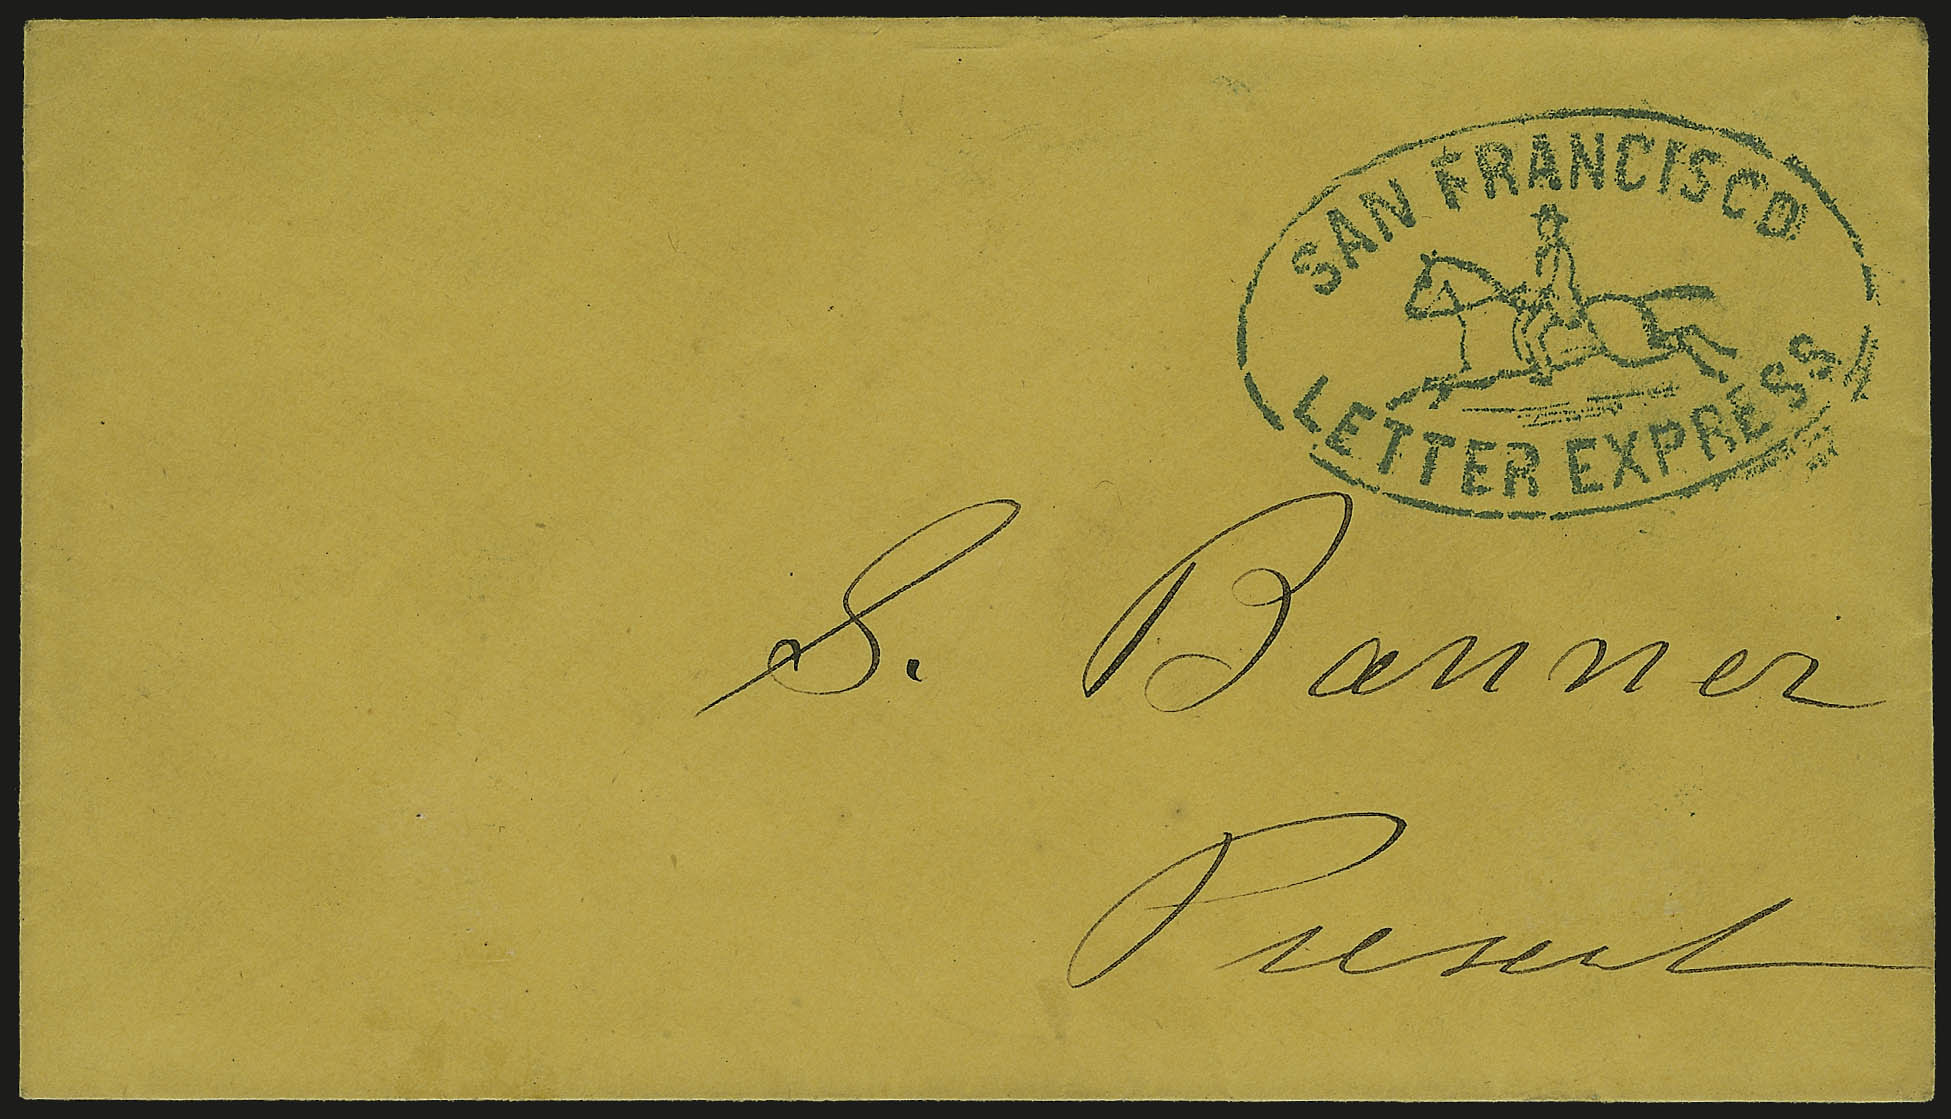 SAN FRANCISCO.
LETTER EXPRESS
S. Banner
Present